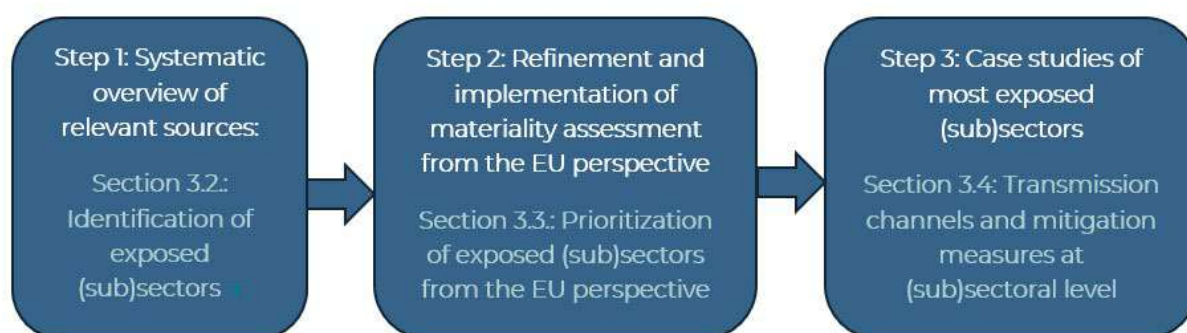 Step 1: Systematic
overview of
relevant sources:
Section 3.2.:
Identification of
exposed
(sub)sectors
Step 2: Refinement and
implementation of
materiality assessment
from the EU perspective
Section 3.3.: Prioritization
of exposed (sub)sectors
from the EU perspective
Step 3: Case studies of
most exposed
(sub)sectors
Section 3.4: Transmission
channels and mitigation
measures at
(sub)sectoral level